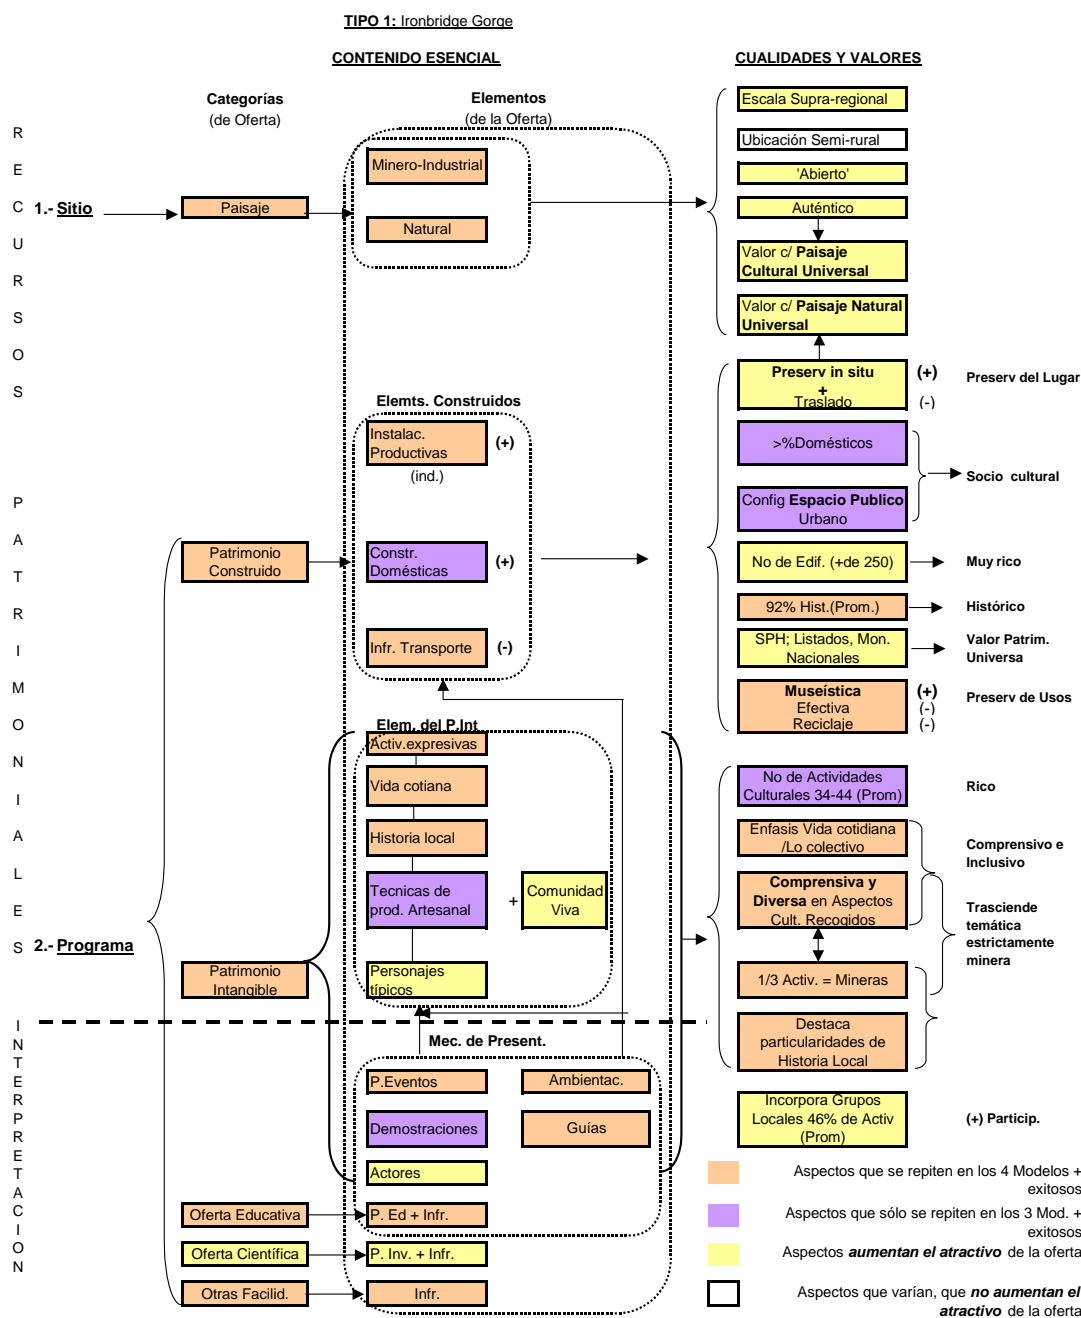 TIPO 1: Ironbridge Gorge
CONTENIDO ESENCIAL
CUALIDADES Y VALORES
Categorías
(de Oferta)
Elementos
(de la Oferta)
RECURSOS
PATRIMONIALES
INTERPRETACION
1.- Sitio
Paisaje
Minero-Industrial
Natural
Escala Supra-regional
Ubicación Semi-rural
'Abierto'
Auténtico
Valor c/ Paisaje
Cultural Universal
Valor c/ Paisaje Natural
Universal
Preserv in situ
+
Traslado
(+)
(-)
Preserv del Lugar
Elemts. Construidos
Instalac.
Productivas
(ind.)
(+)
>%Domésticos
Config Espacio Publico
Urbano
Socio cultural
Patrimonio
Construido
Constr.
Domésticas
(+)
No de Edif. (+de 250)
Muy rico
92% Hist.(Prom.)
Histórico
Infr. Transporte
(-)
SPH; Listados, Mon.
Nacionales
Valor Patrim.
Universa
Museística
Efectiva
Reciclaje
(+)
(-)
(-)
Preserv de Usos
2.- Programa
Patrimonio
Intangible
Elem. del P.Int
Activ.expresivas
Vida cotiana
Historia local
Tecnicas de
prod. Artesanal
+
Comunidad
Viva
Personajes
típicos
No de Actividades
Culturales 34-44 (Prom)
Rico
Enfasis Vida cotidiana
/Lo colectivo
Comprensivo e
Inclusivo
Comprensiva y
Diversa en Aspectos
Cult. Recogidos
Trasciende
temática
estrictamente
minera
1/3 Activ. = Mineras
Destaca
particularidades de
Historia Local
Mec. de Present.
P.Eventos
Ambientac.
Demostraciones
Guías
Actores
Incorpora Grupos
Locales 46% de Activ
(Prom)
(+) Particip.
Oferta Educativa
P. Ed + Infr.
Oferta Científica
P. Inv. + Infr.
Otras Facilid.
Infr.
Aspectos que se repiten en los 4 Modelos +
exitosos
Aspectos que sólo se repiten en los 3 Mod. +
exitosos
Aspectos aumentan el atractivo de la oferta
Aspectos que varían, que no aumentan el
atractivo de la oferta